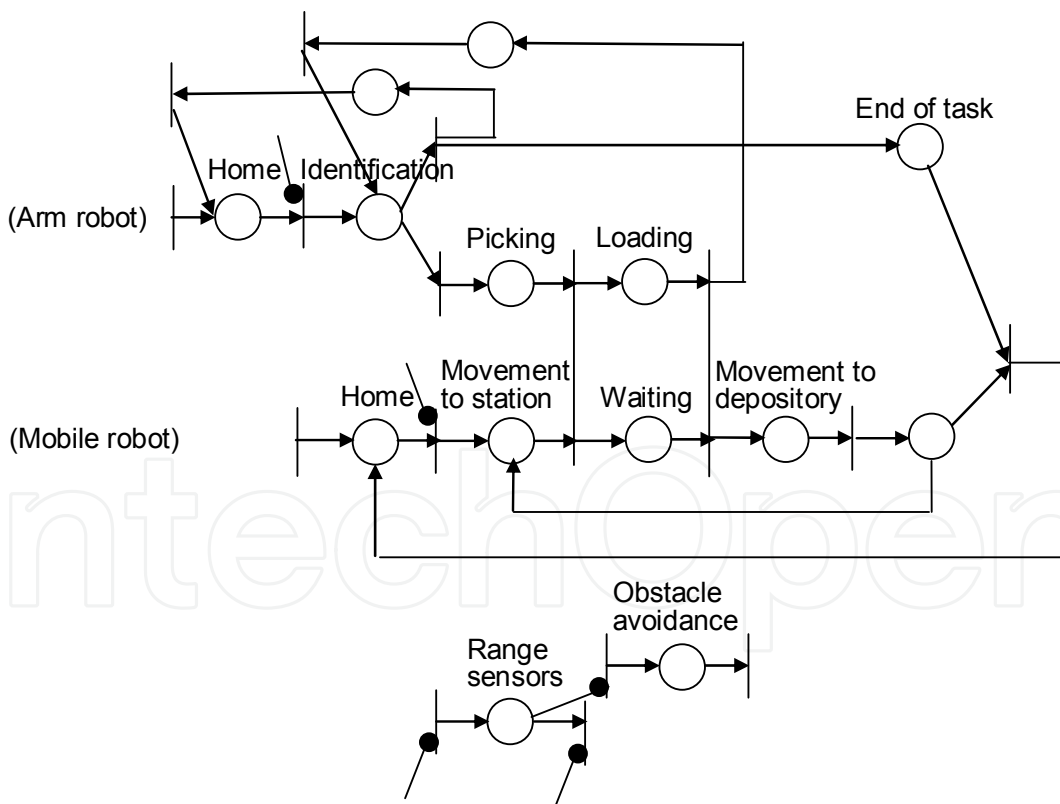 End of task
Home Identification
(Arm robot)
Picking Loading
Movement
to station
Movement to
depository
Home
Waiting
(Mobile robot)
ntechOpen
Obstacle
avoidance
Range
sensors